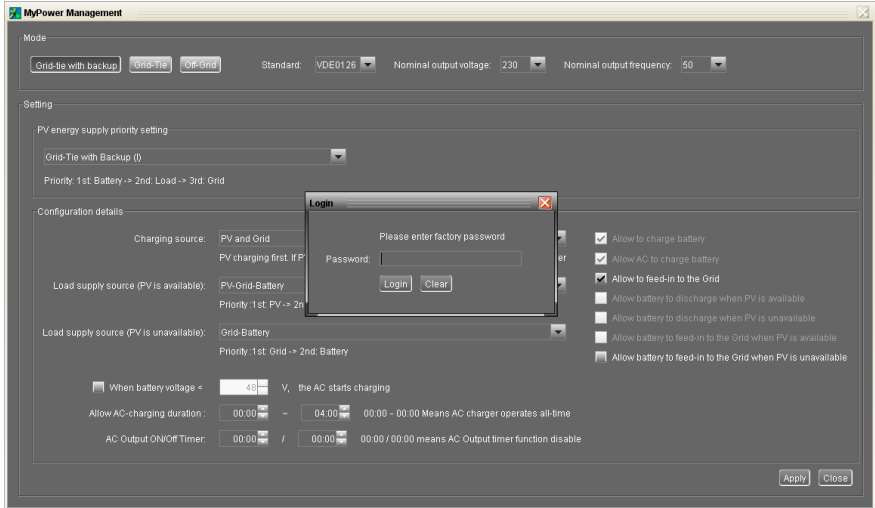 MyPower Management
Mode
Grid-tie with backup Grid-Tie Off-Grid Standard: VDE0126 Nominal output voltage: 230 Nominal output frequency: 50
Setting
PV energy supply priority setting
Grid-Tie with Backup (I)
Priority: 1st: Battery -> 2nd: Load -> 3rd: Grid
Login
Please enter factory password
Password:
Login Clear
Configuration details
Charging source: PV and Grid
PV charging first. If P
er
Load supply source (PV is available): PV-Grid-Battery
Priority :1st: PV-> 2n
Load supply source (PV is unavailable): Grid-Battery
Priority :1st: Grid -> 2nd: Battery
Allow to charge battery
Allow AC to charge battery
Allow to feed-in to the Grid
Allow battery to discharge when PV is available
Allow battery to discharge when PV is unavailable
Allow battery to feed-in to the Grid when PV is available
Allow battery to feed-in to the Grid when PV is unavailable
When battery voltage < 48 V, the AC starts charging
Allow AC-charging duration : 00:00 ~ 04:00 00:00 - 00:00 Means AC charger operates all-time
AC Output ON/Off Timer: 00:00 / 00:00 00:00 / 00:00 means AC Output timer function disable
Apply Close